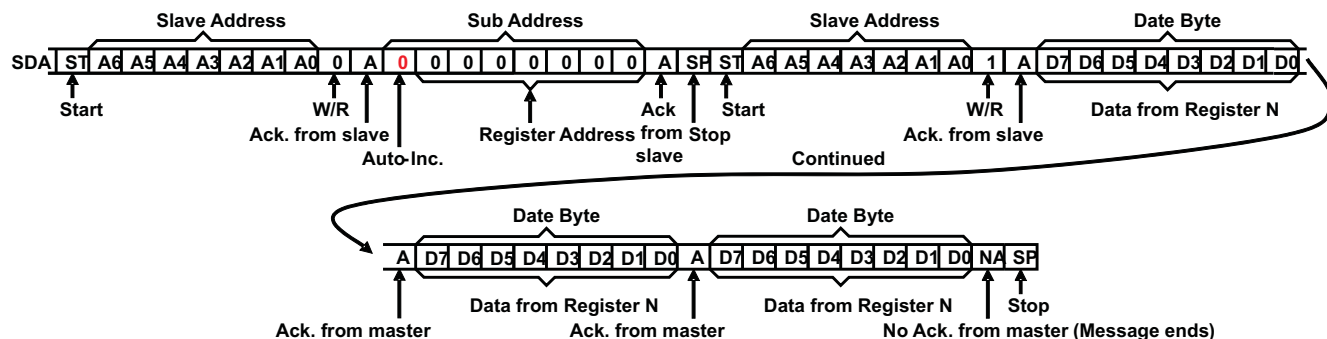 Slave Address Sub Address Slave Address Date Byte
SDA ST A6 A5 A4 A3 A2 A1 A0 0 A 0 0 0 0 0 0 0 0 A SP ST A6 A5 A4 A3 A2 A1 A0 1 A D7 D6 D5 D4 D3 D2 D1 D0
Start W/R Ack. from slave Auto-Inc. Register Address Ack from slave Stop Start W/R Ack. from slave Data from Register N
Continued
Date Byte Date Byte
A D7 D6 D5 D4 D3 D2 D1 D0 A D7 D6 D5 D4 D3 D2 D1 D0 NA SP
Data from Register N Data from Register N Stop
Ack. from master Ack. from master No Ack. from master (Message ends)